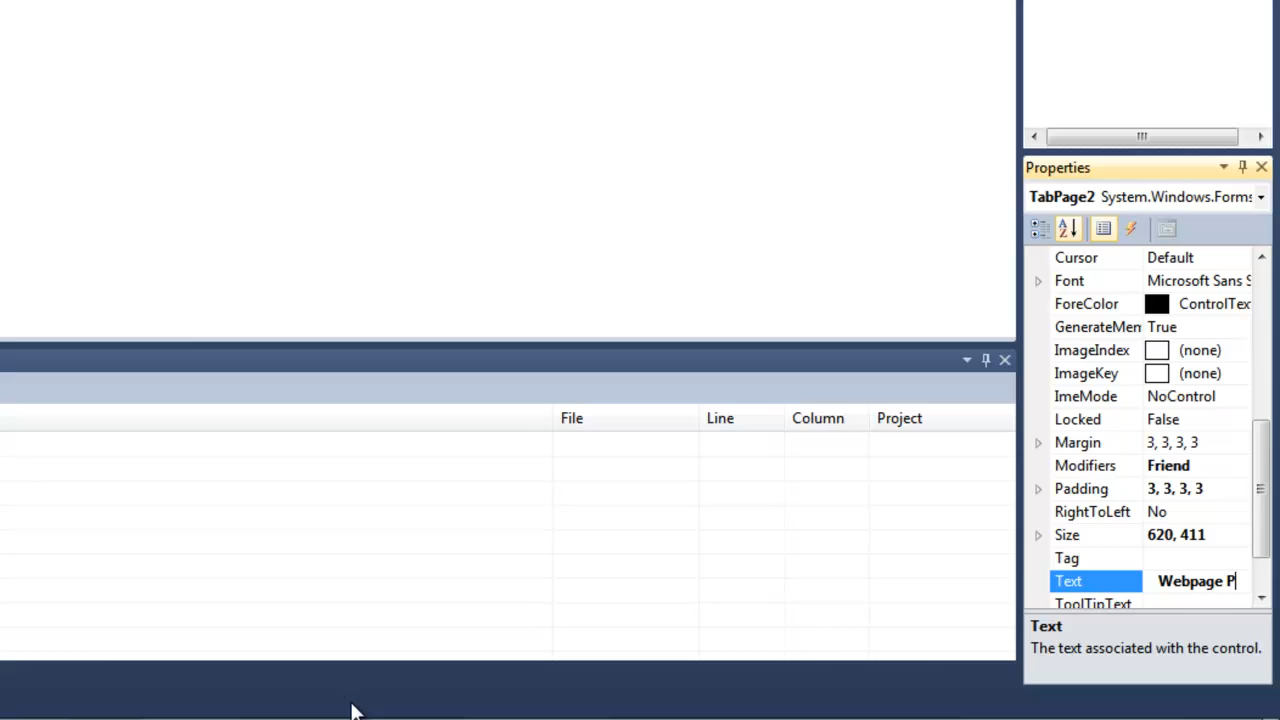 Properties
TabPage2 System.Windows.Forms
Cursor Default
Font Microsoft Sans S
ForeColor ControlTex
GenerateMem True
ImageIndex (none)
ImageKey (none)
ImeMode NoControl
File Line Column Project
Locked False
Margin 3, 3, 3, 3
Modifiers Friend
Padding 3, 3, 3, 3
RightToLeft No
Size 620, 411
Tag
Text Webpage P
ToolTipText
Text
The text associated with the control.